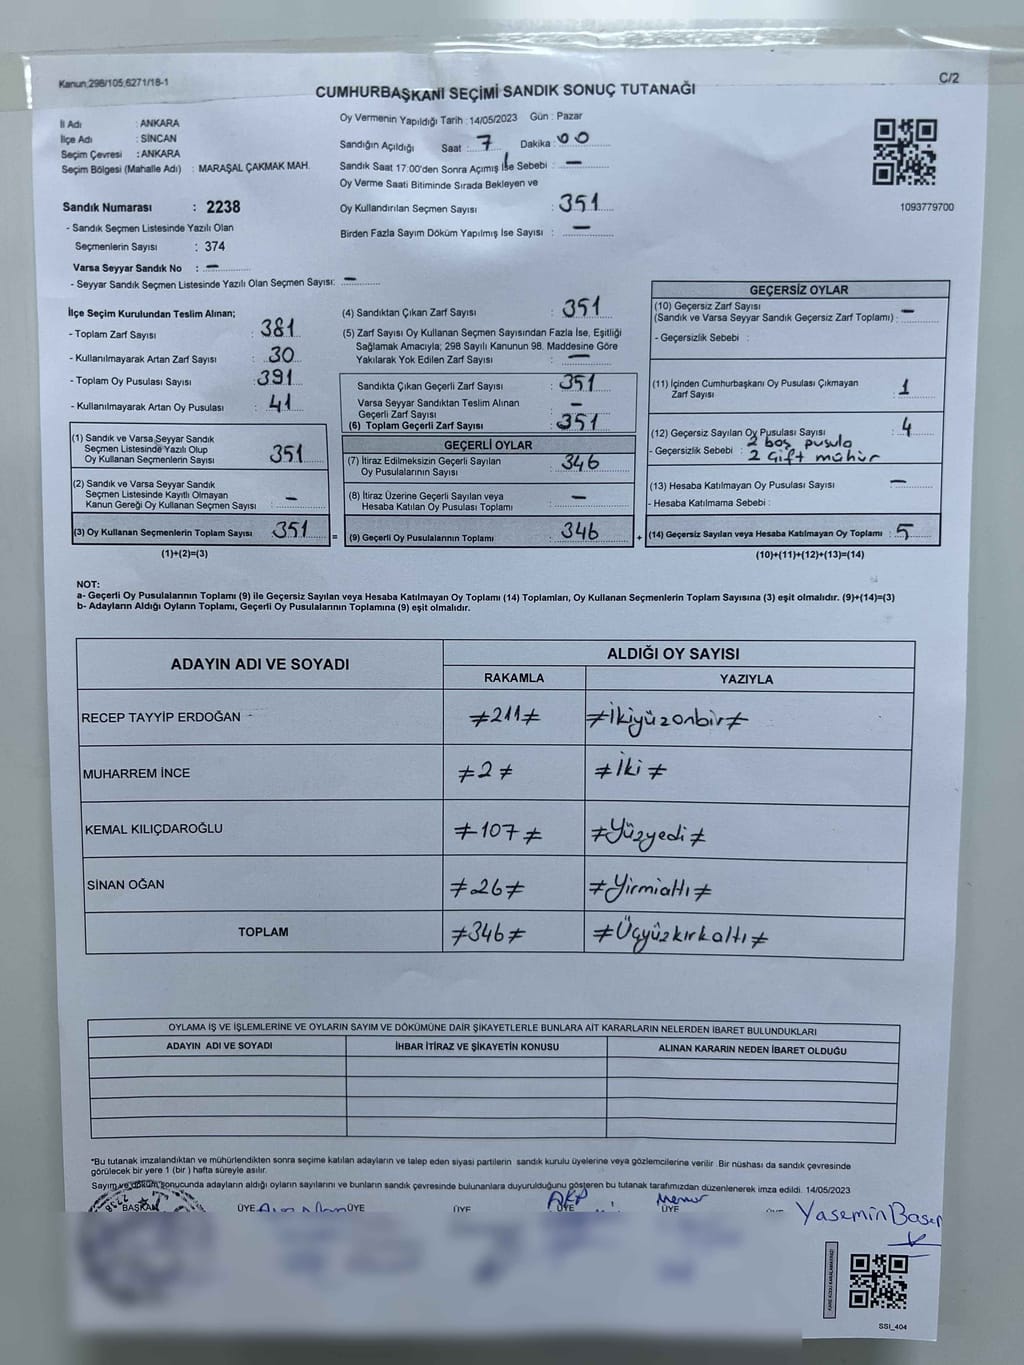 Kanun;298/105;6271/18-1
C/2
CUMHURBAŞKANI SEÇİMİ SANDIK SONUÇ TUTANAĞI
İl Adı : ANKARA
İlçe Adı : SİNCAN
Seçim Çevresi : ANKARA
Seçim Bölgesi (Mahalle Adı) : MARAŞAL ÇAKMAK MAH.
Sandık Numarası : 2238
- Sandık Seçmen Listesinde Yazılı Olan
Seçmenlerin Sayısı : 374
Varsa Seyyar Sandık No : —
- Seyyar Sandık Seçmen Listesinde Yazılı Olan Seçmen Sayısı: —
Oy Vermenin Yapıldığı Tarih : 14/05/2023 Gün : Pazar
Sandığın Açıldığı Saat : 7 Dakika : 00
Sandık Saat 17:00'den Sonra Açımış İse Sebebi : —
Oy Verme Saati Bitiminde Sırada Bekleyen ve
Oy Kullandırılan Seçmen Sayısı : 351
Birden Fazla Sayım Döküm Yapılmış İse Sayısı : —
1093779700
İlçe Seçim Kurulundan Teslim Alınan;
- Toplam Zarf Sayısı : 381
- Kullanılmayarak Artan Zarf Sayısı : 30
- Toplam Oy Pusulası Sayısı : 391
- Kullanılmayarak Artan Oy Pusulası : 41
(1) Sandık ve Varsa Seyyar Sandık
Seçmen Listesinde Yazılı Olup
Oy Kullanan Seçmenlerin Sayısı : 351
(2) Sandık ve Varsa Seyyar Sandık
Seçmen Listesinde Kayıtlı Olmayan
Kanun Gereği Oy Kullanan Seçmen Sayısı : —
(3) Oy Kullanan Seçmenlerin Toplam Sayısı : 351
(1)+(2)=(3)
(4) Sandıktan Çıkan Zarf Sayısı : 351
(5) Zarf Sayısı Oy Kullanan Seçmen Sayısından Fazla İse, Eşitliği
Sağlamak Amacıyla; 298 Sayılı Kanunun 98. Maddesine Göre
Yakılarak Yok Edilen Zarf Sayısı : —
Sandıkta Çıkan Geçerli Zarf Sayısı : 351
Varsa Seyyar Sandıktan Teslim Alınan
Geçerli Zarf Sayısı : —
(6) Toplam Geçerli Zarf Sayısı : 351
GEÇERLİ OYLAR
(7) İtiraz Edilmeksizin Geçerli Sayılan
Oy Pusulalarının Sayısı : 346
(8) İtiraz Üzerine Geçerli Sayılan veya
Hesaba Katılan Oy Pusulası Toplamı : —
= (9) Geçerli Oy Pusulalarının Toplamı : 346
GEÇERSİZ OYLAR
(10) Geçersiz Zarf Sayısı
(Sandık ve Varsa Seyyar Sandık Geçersiz Zarf Toplamı) : —
- Geçersizlik Sebebi :
(11) İçinden Cumhurbaşkanı Oy Pusulası Çıkmayan
Zarf Sayısı : 1
(12) Geçersiz Sayılan Oy Pusulası Sayısı : 4
- Geçersizlik Sebebi : 2 boş pusula
2 çift mühür
(13) Hesaba Katılmayan Oy Pusulası Sayısı : —
- Hesaba Katılmama Sebebi :
+ (14) Geçersiz Sayılan veya Hesaba Katılmayan Oy Toplamı : 5
(10)+(11)+(12)+(13)=(14)
NOT:
a- Geçerli Oy Pusulalarının Toplamı (9) ile Geçersiz Sayılan veya Hesaba Katılmayan Oy Toplamı (14) Toplamları, Oy Kullanan Seçmenlerin Toplam Sayısına (3) eşit olmalıdır. (9)+(14)=(3)
b- Adayların Aldığı Oyların Toplamı, Geçerli Oy Pusulalarının Toplamına (9) eşit olmalıdır.
ADAYIN ADI VE SOYADI ALDIĞI OY SAYISI
RAKAMLA YAZIYLA
RECEP TAYYİP ERDOĞAN ≠211≠ ≠İkiyüzonbir≠
MUHARREM İNCE ≠2≠ ≠İki≠
KEMAL KILIÇDAROĞLU ≠107≠ ≠Yüzyedi≠
SİNAN OĞAN ≠26≠ ≠Yirmialtı≠
TOPLAM ≠346≠ ≠Üçyüzkırkaltı≠
OYLAMA İŞ VE İŞLEMLERİNE VE OYLARIN SAYIM VE DÖKÜMÜNE DAİR ŞİKAYETLERLE BUNLARA AİT KARARLARIN NELERDEN İBARET BULUNDUKLARI
ADAYIN ADI VE SOYADI İHBAR İTİRAZ VE ŞİKAYETİN KONUSU ALINAN KARARIN NEDEN İBARET OLDUĞU
*Bu tutanak imzalandıktan ve mühürlendikten sonra seçime katılan adayların ve talep eden siyasi partilerin sandık kurulu üyelerine veya gözlemcilerine verilir. Bir nüshası da sandık çevresinde
görülecek bir yere 1 (bir ) hafta süreyle asılır.
Sayım ve döküm sonucunda adayların aldığı oyların sayılarını ve bunların sandık çevresinde bulunanlara duyurulduğunu gösteren bu tutanak tarafımızdan düzenlenerek imza edildi. 14/05/2023
AKP Memur
BAŞKAN ÜYE ÜYE ÜYE ÜYE ÜYE
Yasemin Başer
SSI_404